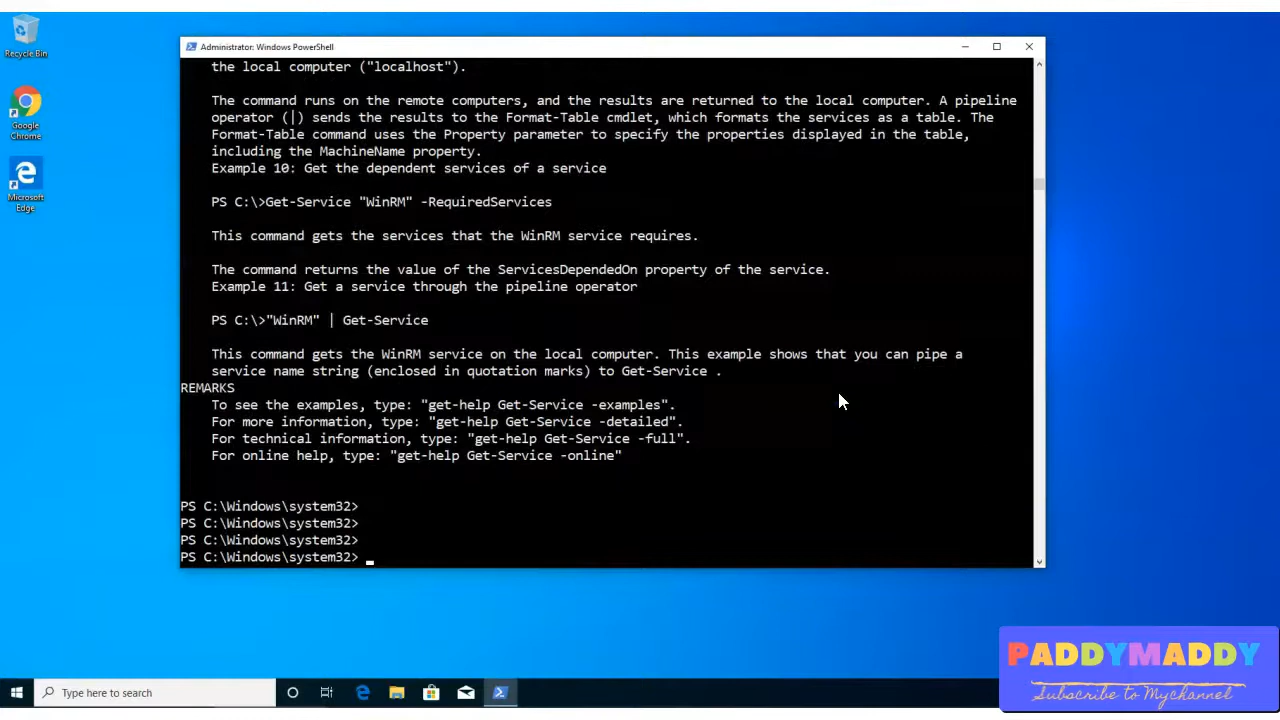 Administrator: Windows PowerShell
Recycle Bin
Google
Chrome
Microsoft
Edge
the local computer ("localhost").
The command runs on the remote computers, and the results are returned to the local computer. A pipeline
operator (|) sends the results to the Format-Table cmdlet, which formats the services as a table. The
Format-Table command uses the Property parameter to specify the properties displayed in the table,
including the MachineName property.
Example 10: Get the dependent services of a service
PS C:\>Get-Service "WinRM" -RequiredServices
This command gets the services that the WinRM service requires.
The command returns the value of the ServicesDependedOn property of the service.
Example 11: Get a service through the pipeline operator
PS C:\>"WinRM" | Get-Service
This command gets the WinRM service on the local computer. This example shows that you can pipe a
service name string (enclosed in quotation marks) to Get-Service .
REMARKS
To see the examples, type: "get-help Get-Service -examples".
For more information, type: "get-help Get-Service -detailed".
For technical information, type: "get-help Get-Service -full".
For online help, type: "get-help Get-Service -online"
PS C:\Windows\system32>
PS C:\Windows\system32>
PS C:\Windows\system32>
PS C:\Windows\system32>
Type here to search
PADDYMADDY
Subscribe to Mychannel